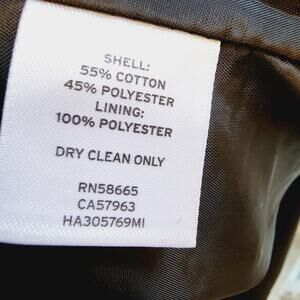 SHELL:
55% COTTON
45% POLYESTER
LINING:
100% POLYESTER
DRY CLEAN ONLY
RN58665
CA57963
HA305769MI